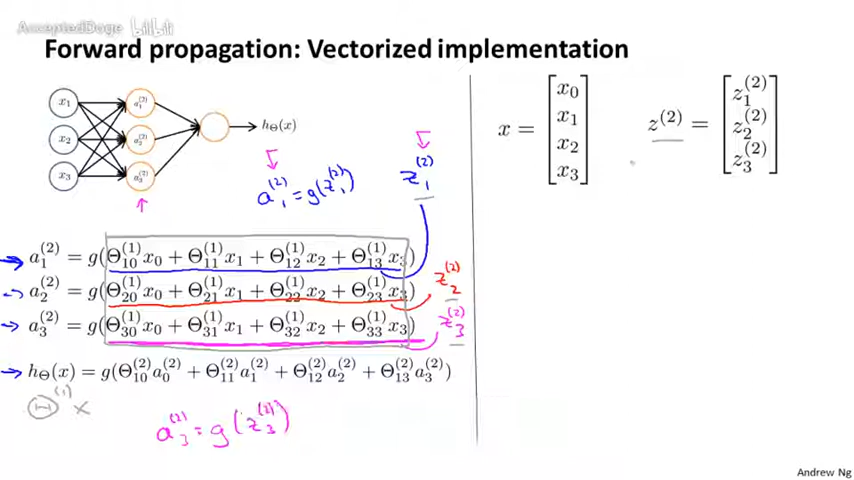 AcceptedDoge bilibili
Forward propagation: Vectorized implementation
x₁
x₂
x₃
a₁⁽²⁾
a₂⁽²⁾
a₃⁽²⁾
h_Θ(x)
a₁⁽²⁾ = g(z₁⁽²⁾)
z₁⁽²⁾
a₁⁽²⁾ = g(Θ₁₀⁽¹⁾x₀ + Θ₁₁⁽¹⁾x₁ + Θ₁₂⁽¹⁾x₂ + Θ₁₃⁽¹⁾x₃)
a₂⁽²⁾ = g(Θ₂₀⁽¹⁾x₀ + Θ₂₁⁽¹⁾x₁ + Θ₂₂⁽¹⁾x₂ + Θ₂₃⁽¹⁾x₃)
z₂⁽²⁾
a₃⁽²⁾ = g(Θ₃₀⁽¹⁾x₀ + Θ₃₁⁽¹⁾x₁ + Θ₃₂⁽¹⁾x₂ + Θ₃₃⁽¹⁾x₃)
z₃⁽²⁾
h_Θ(x) = g(Θ₁₀⁽²⁾a₀⁽²⁾ + Θ₁₁⁽²⁾a₁⁽²⁾ + Θ₁₂⁽²⁾a₂⁽²⁾ + Θ₁₃⁽²⁾a₃⁽²⁾)
Θ⁽¹⁾x
a₃⁽²⁾ = g(z₃⁽²⁾)
x =
x₀
x₁
x₂
x₃
z⁽²⁾ =
z₁⁽²⁾
z₂⁽²⁾
z₃⁽²⁾
Andrew Ng